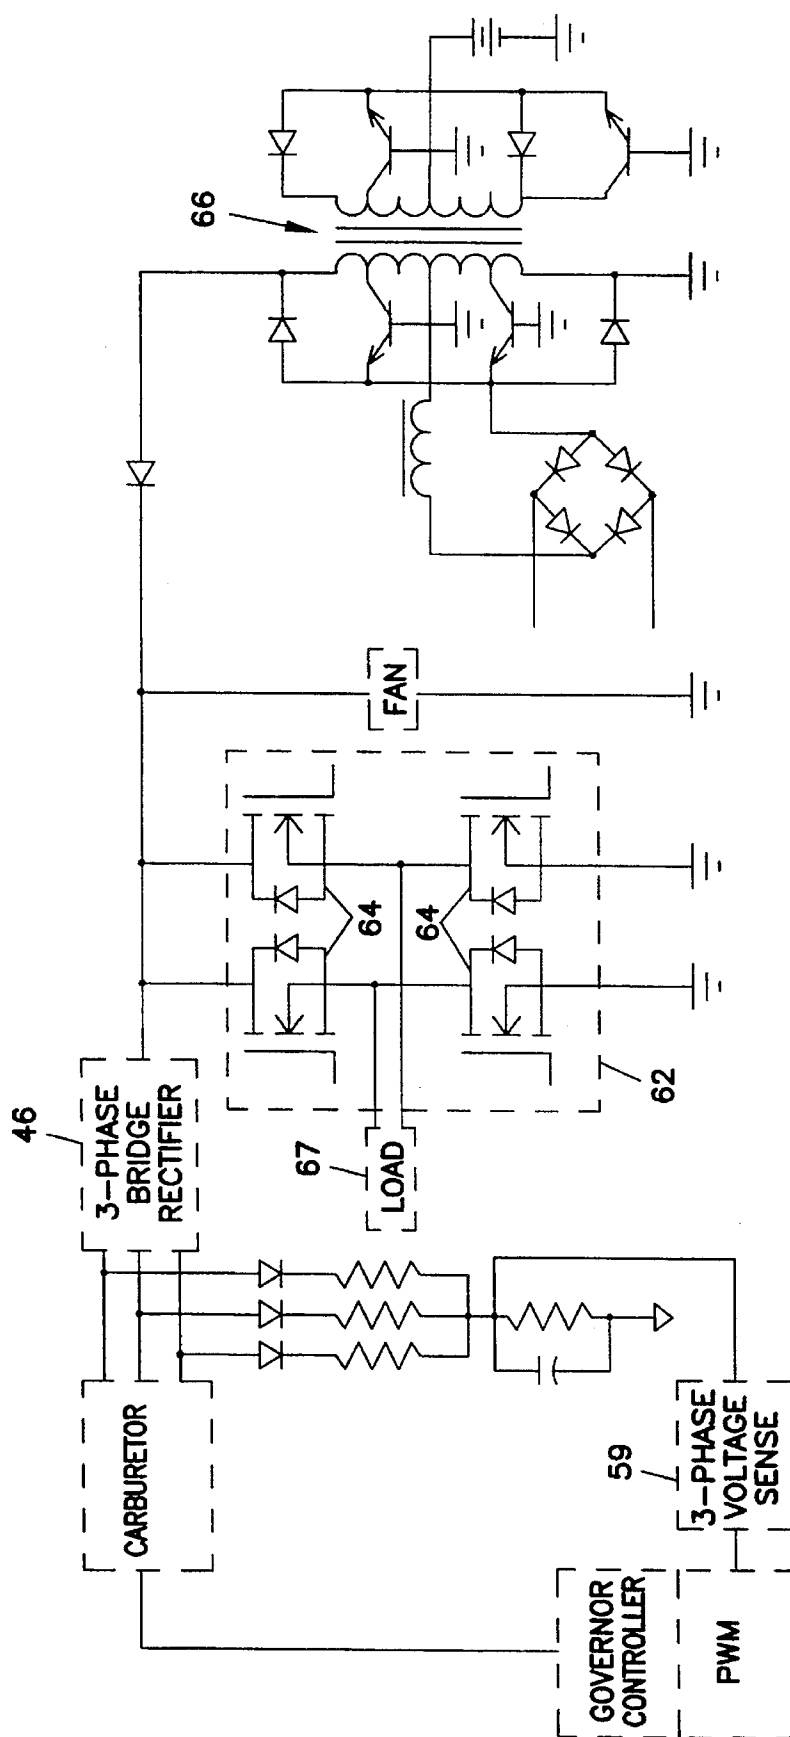 66
46
3-PHASE
BRIDGE
RECTIFIER
FAN
64
64
62
67
LOAD
CARBURETOR
59
3-PHASE
VOLTAGE
SENSE
GOVERNOR
CONTROLLER
PWM